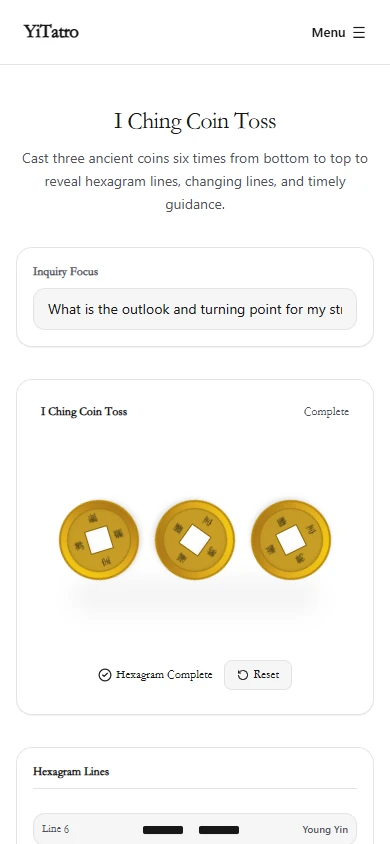 YiTatro
Menu
I Ching Coin Toss
Cast three ancient coins six times from bottom to top to
reveal hexagram lines, changing lines, and timely
guidance.
Inquiry Focus
What is the outlook and turning point for my str
I Ching Coin Toss
Complete
Hexagram Complete
Reset
Hexagram Lines
Line 6
Young Yin